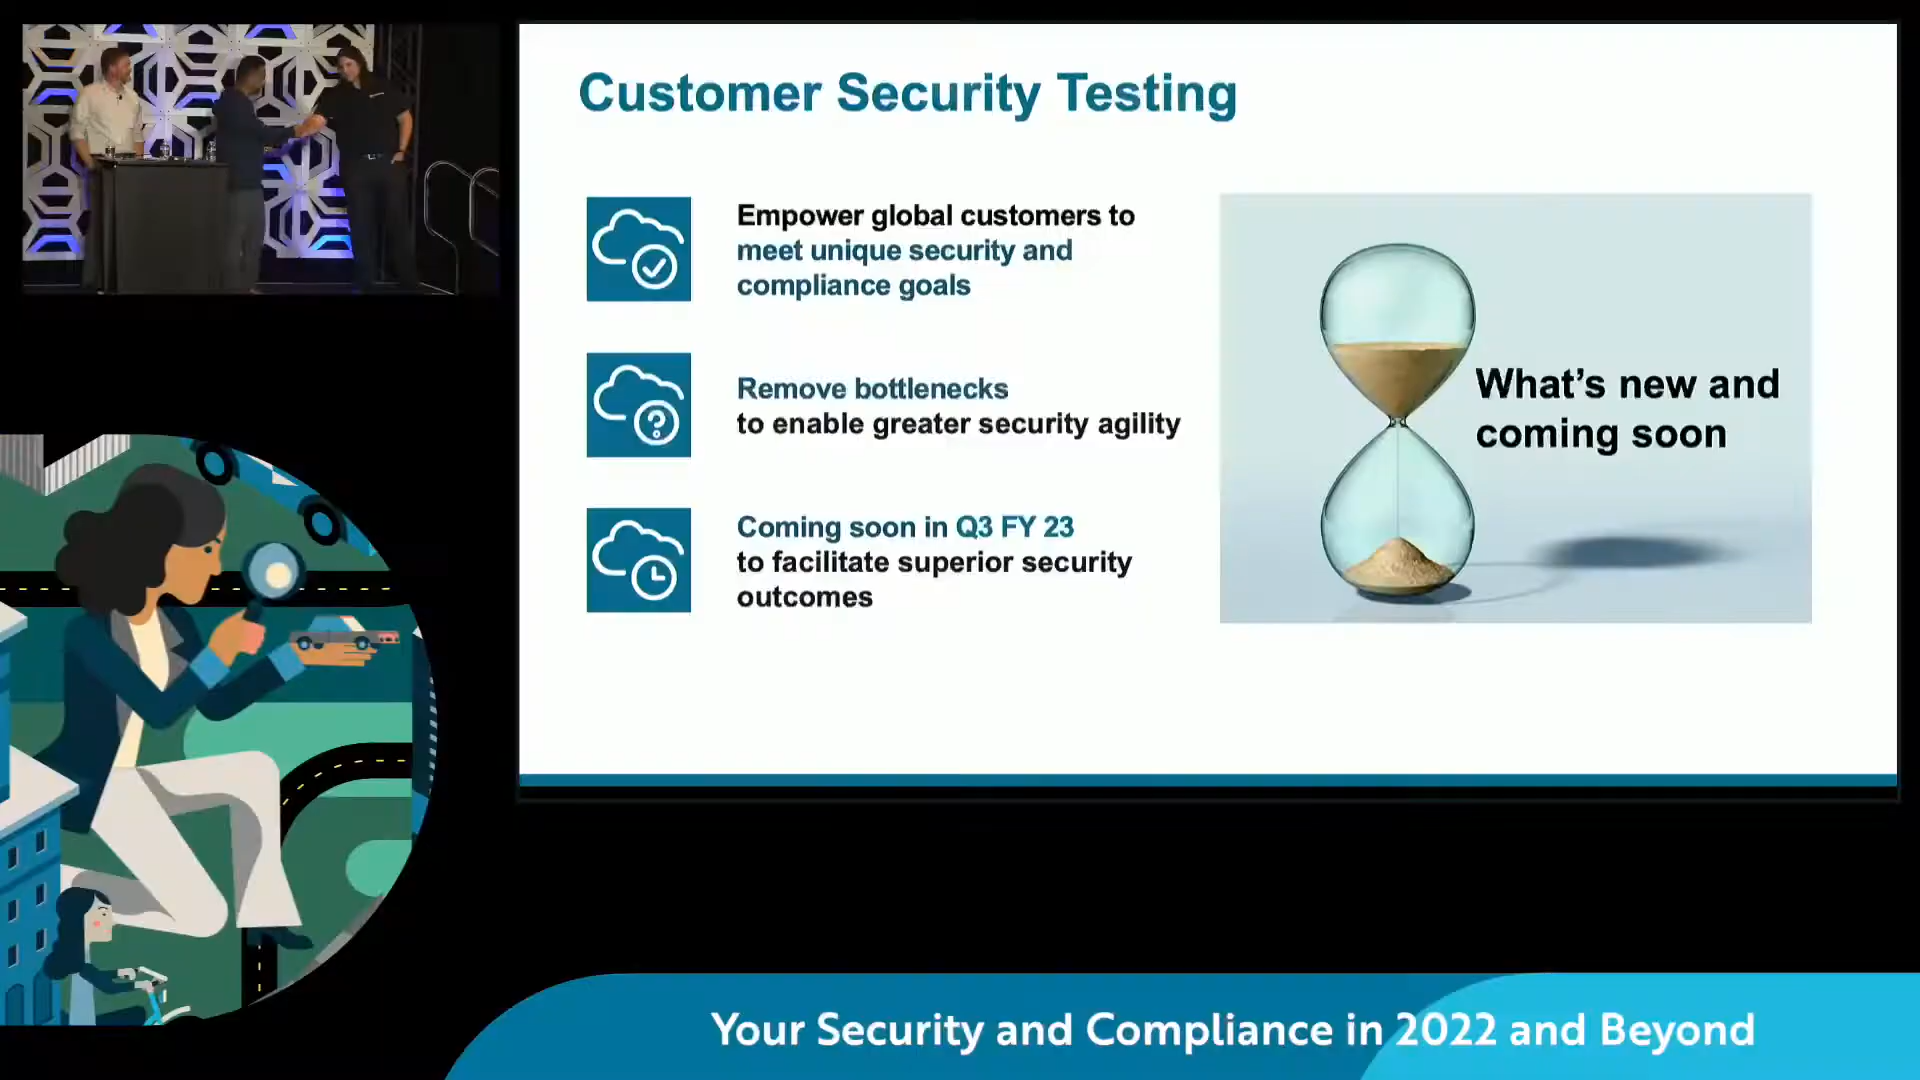 Customer Security Testing
Empower global customers to
meet unique security and
compliance goals
Remove bottlenecks
to enable greater security agility
Coming soon in Q3 FY 23
to facilitate superior security
outcomes
What's new and
coming soon
Your Security and Compliance in 2022 and Beyond